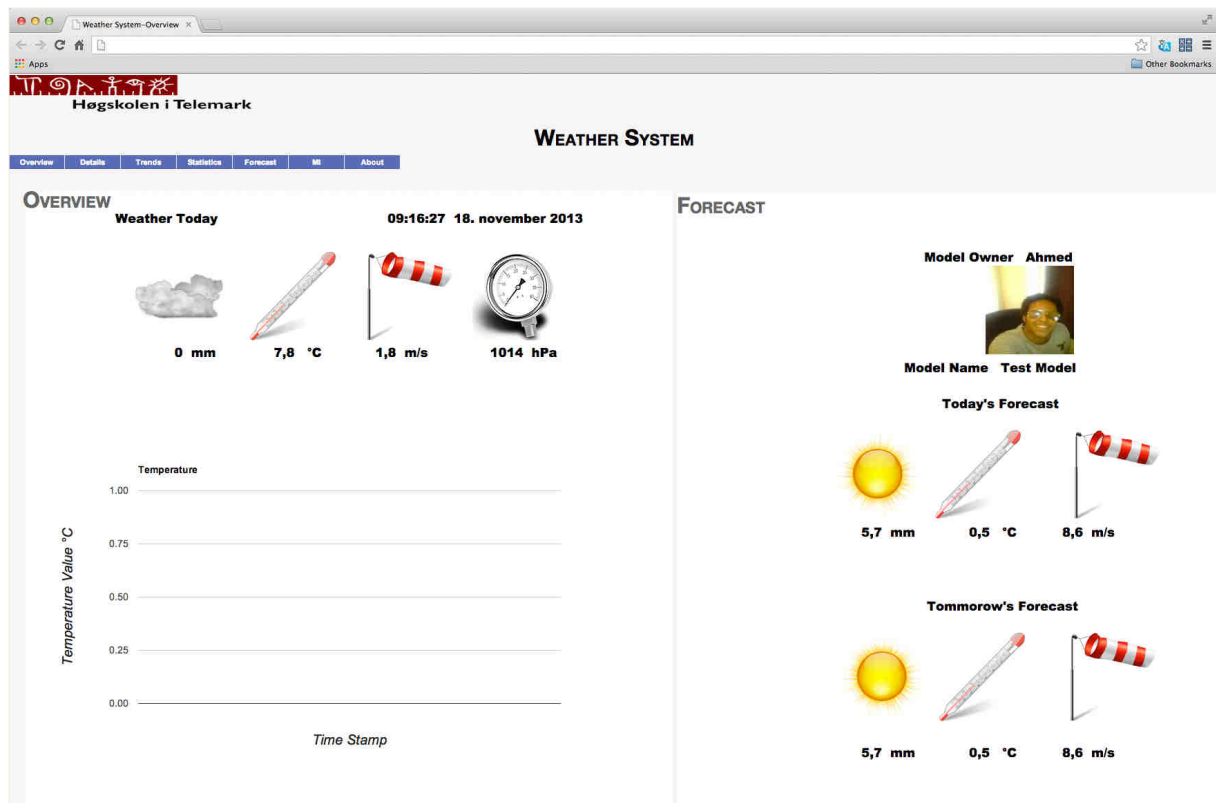 Weather System-Overview
Apps
Other Bookmarks
Høgskolen i Telemark
WEATHER SYSTEM
Overview Details Trends Statistics Forecast MI About
OVERVIEW
Weather Today 09:16:27 18. november 2013
0 mm 7,8 °C 1,8 m/s 1014 hPa
Temperature
1.00
0.75
0.50
0.25
0.00
Temperature Value °C
Time Stamp
FORECAST
Model Owner Ahmed
Model Name Test Model
Today's Forecast
5,7 mm 0,5 °C 8,6 m/s
Tommorow's Forecast
5,7 mm 0,5 °C 8,6 m/s